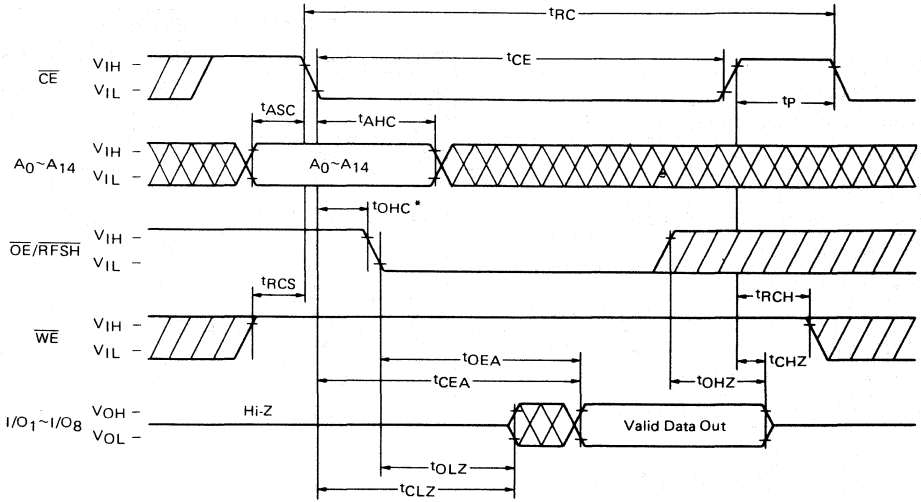 tRC
CE VIH
VIL
tCE
tP
tASC
tAHC
A0~A14 VIH
VIL
A0~A14
tOHC *
OE/RFSH VIH
VIL
tRCS
tRCH
WE VIH
VIL
tOEA
tCHZ
tCEA
tOHZ
I/O1~I/O8 VOH
VOL
Hi-Z
Valid Data Out
tOLZ
tCLZ